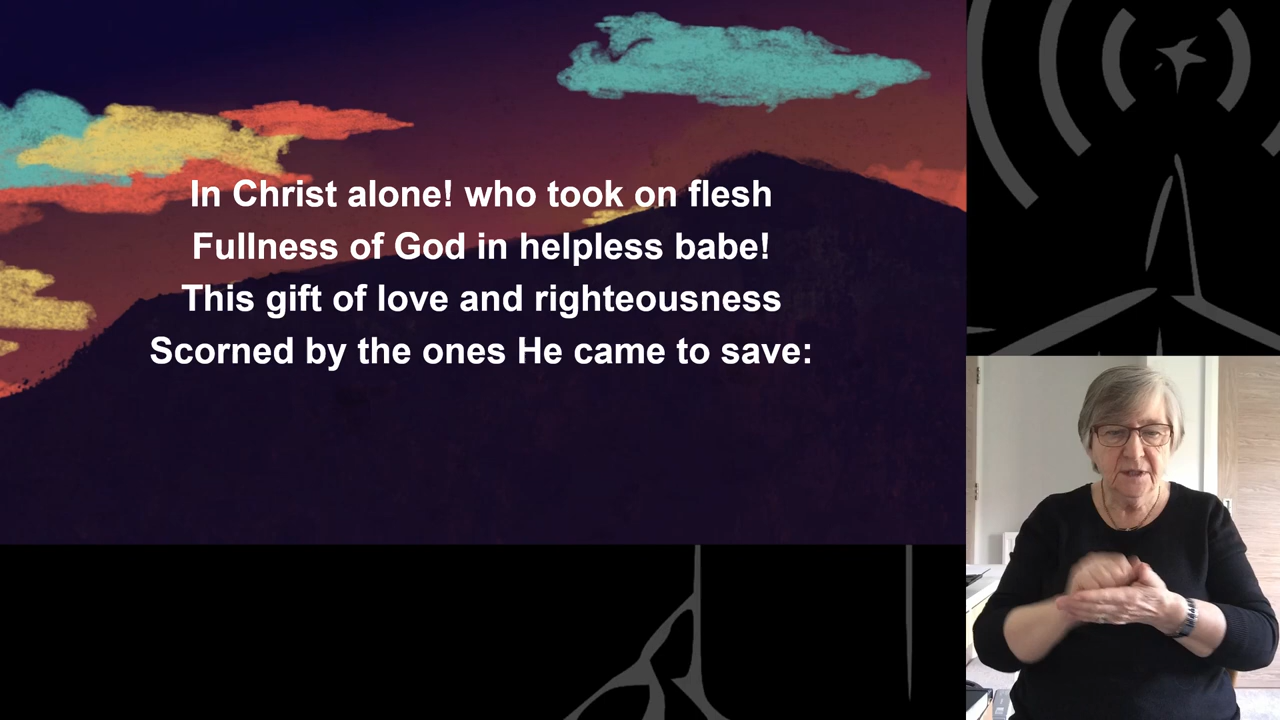 In Christ alone! who took on flesh
Fullness of God in helpless babe!
This gift of love and righteousness
Scorned by the ones He came to save: